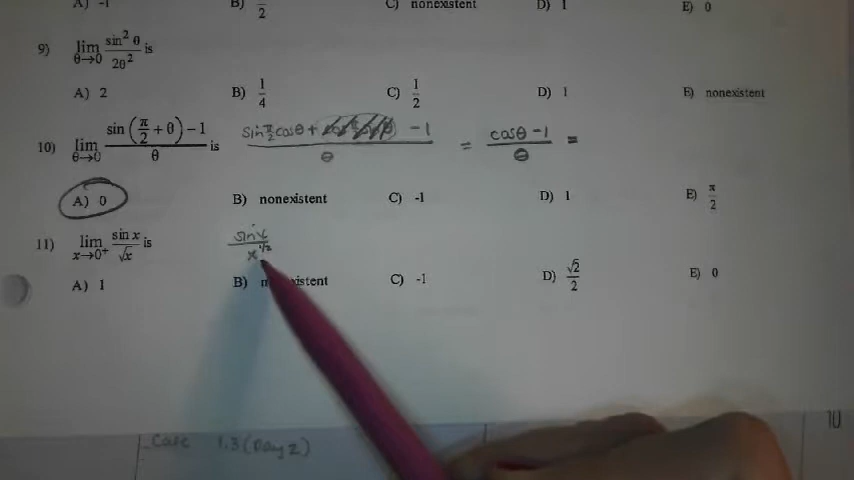 A) -1 B) π/2 C) nonexistent D) 1 E) 0
9) lim θ→0 sin² θ / 2θ² is
A) 2 B) 1/4 C) 1/2 D) 1 E) nonexistent
10) lim θ→0 sin(π/2 + θ) − 1 / θ is sin π/2 cosθ + − 1 / θ = cosθ − 1 / θ =
A) 0 B) nonexistent C) -1 D) 1 E) π/2
11) lim x→0⁺ sin x / √x is sin x / x^1/2
A) 1 B) C) -1 D) √2/2 E) 0
10
Calc 1.3 (Day 2)